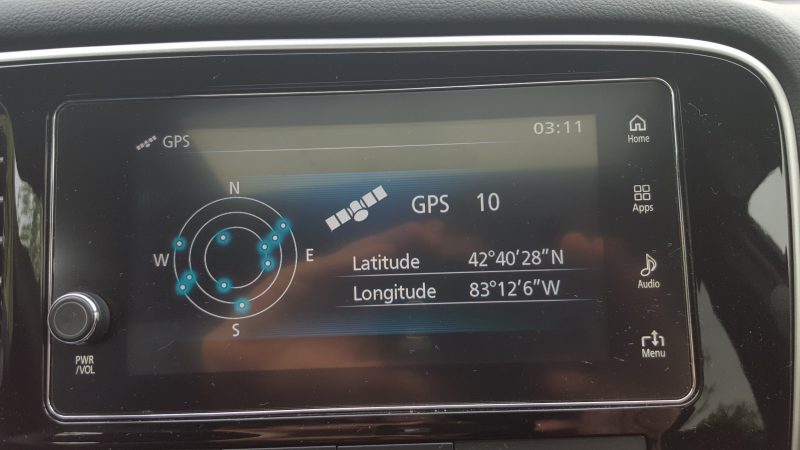 GPS 03:11
Home
N
GPS 10
Apps
W E
Latitude 42°40'28"N
Longitude 83°12'6"W
Audio
S
PWR
/VOL
Menu